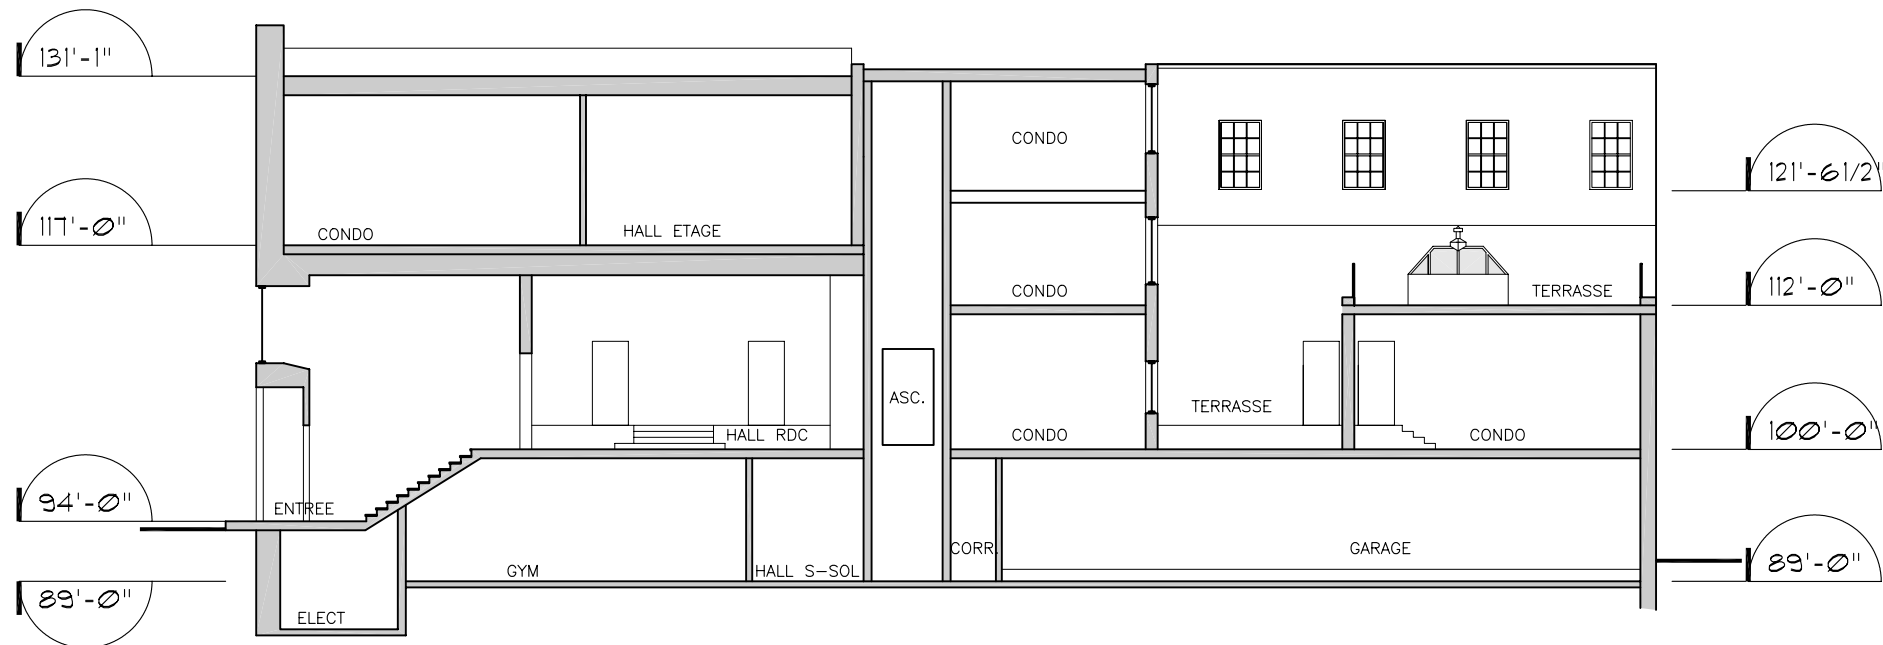 131'-1"
CONDO
121'-6 1/2"
117'-0"
CONDO
HALL ETAGE
CONDO
TERRASSE
112'-0"
ASC.
TERRASSE
HALL RDC
CONDO
CONDO
100'-0"
94'-0"
ENTREE
CORR.
GARAGE
89'-0"
GYM
HALL S-SOL
89'-0"
ELECT